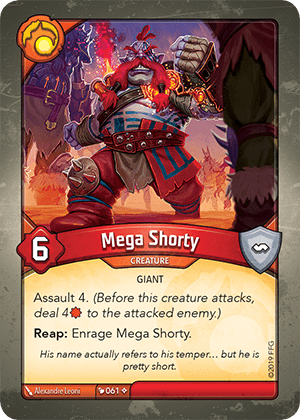 Mega Shorty
CREATURE
6
GIANT
Assault 4. (Before this creature attacks,
deal 4 to the attacked enemy.)
Reap: Enrage Mega Shorty.
His name actually refers to his temper... but he is
pretty short.
Alexandre Leoni
061
©2019 FFG